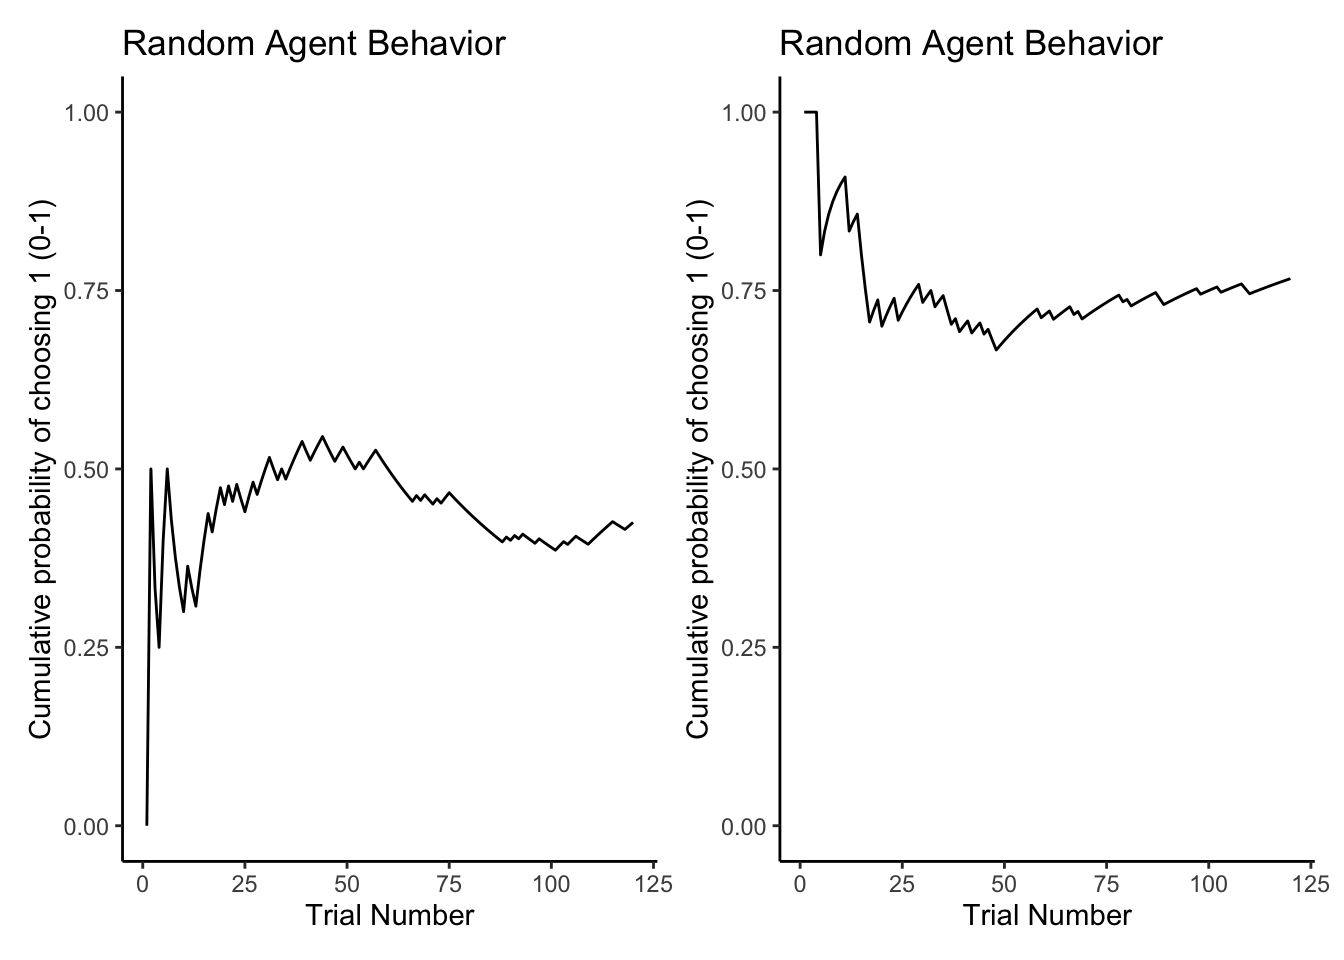 Random Agent Behavior
Cumulative probability of choosing 1 (0-1)
1.00
0.75
0.50
0.25
0.00
0 25 50 75 100 125
Trial Number
Random Agent Behavior
Cumulative probability of choosing 1 (0-1)
1.00
0.75
0.50
0.25
0.00
0 25 50 75 100 125
Trial Number